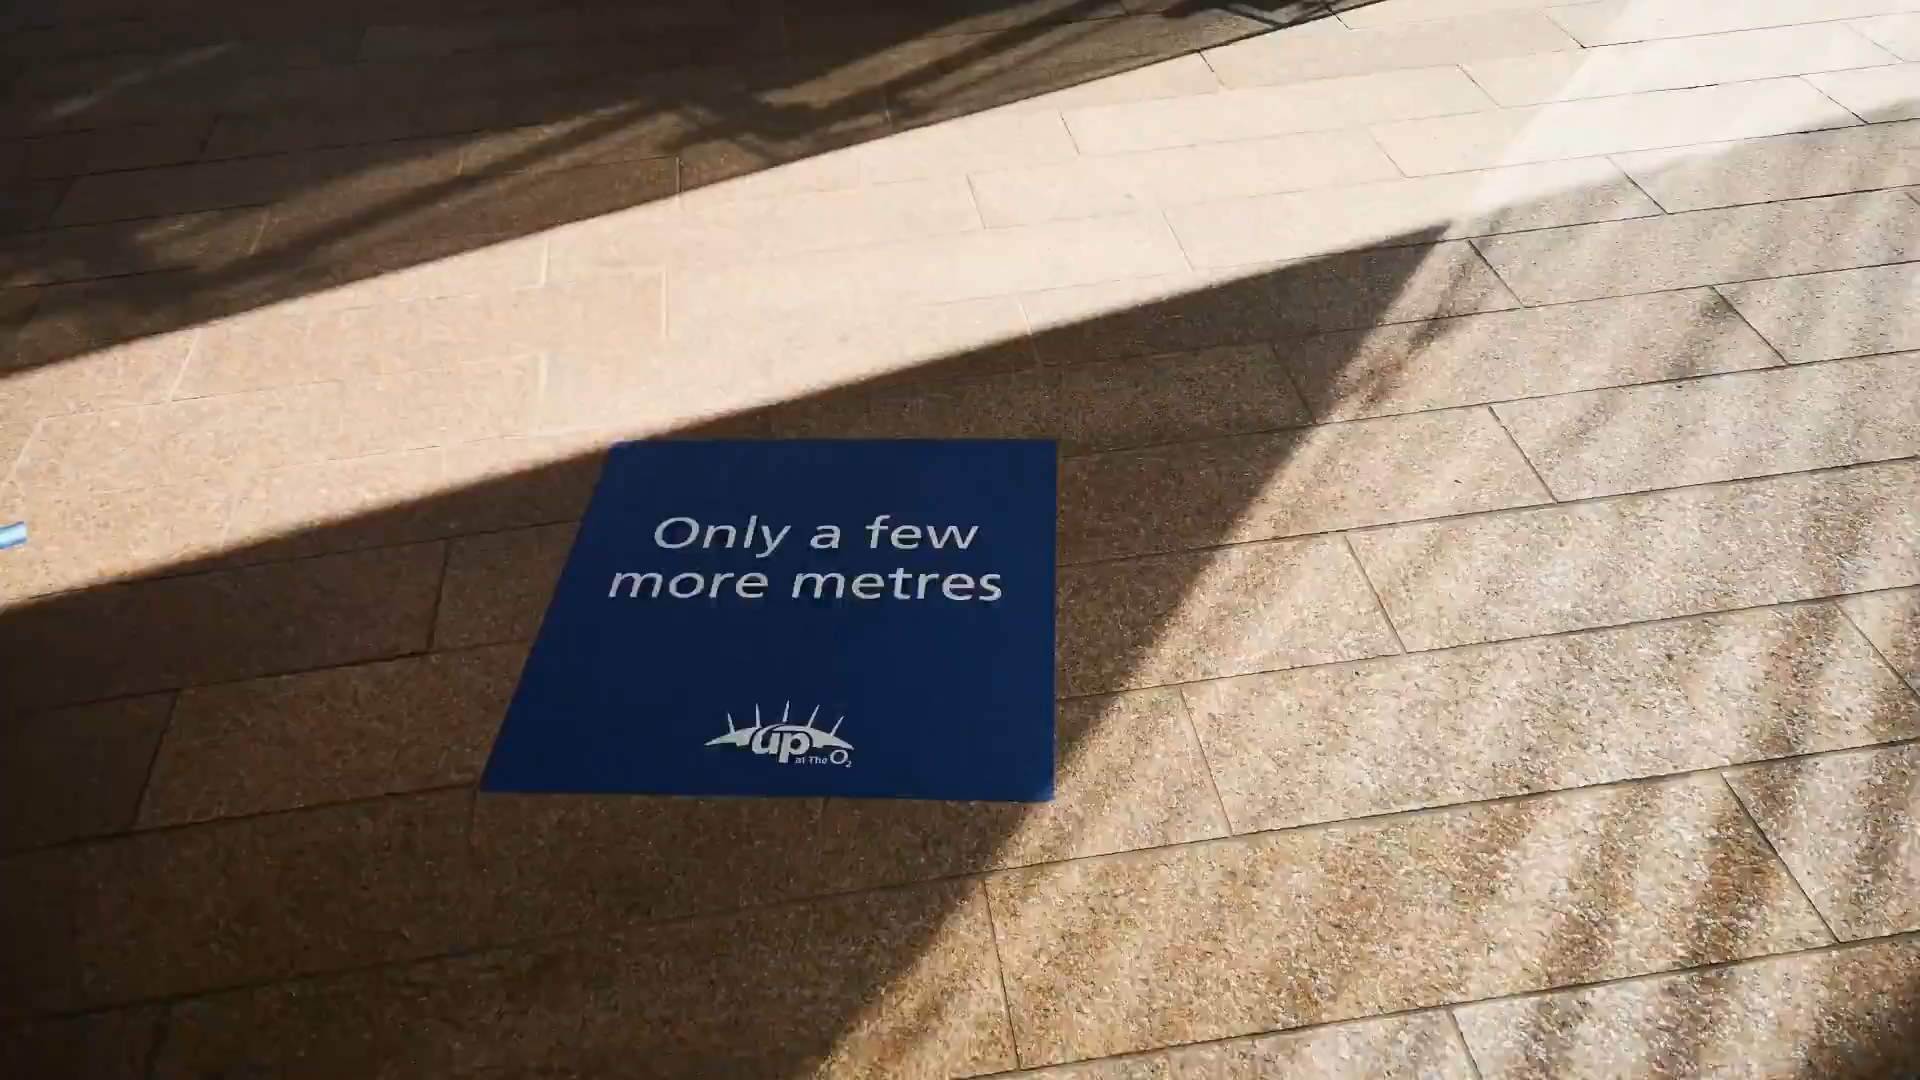 Only a few
more metres
up
at The O₂